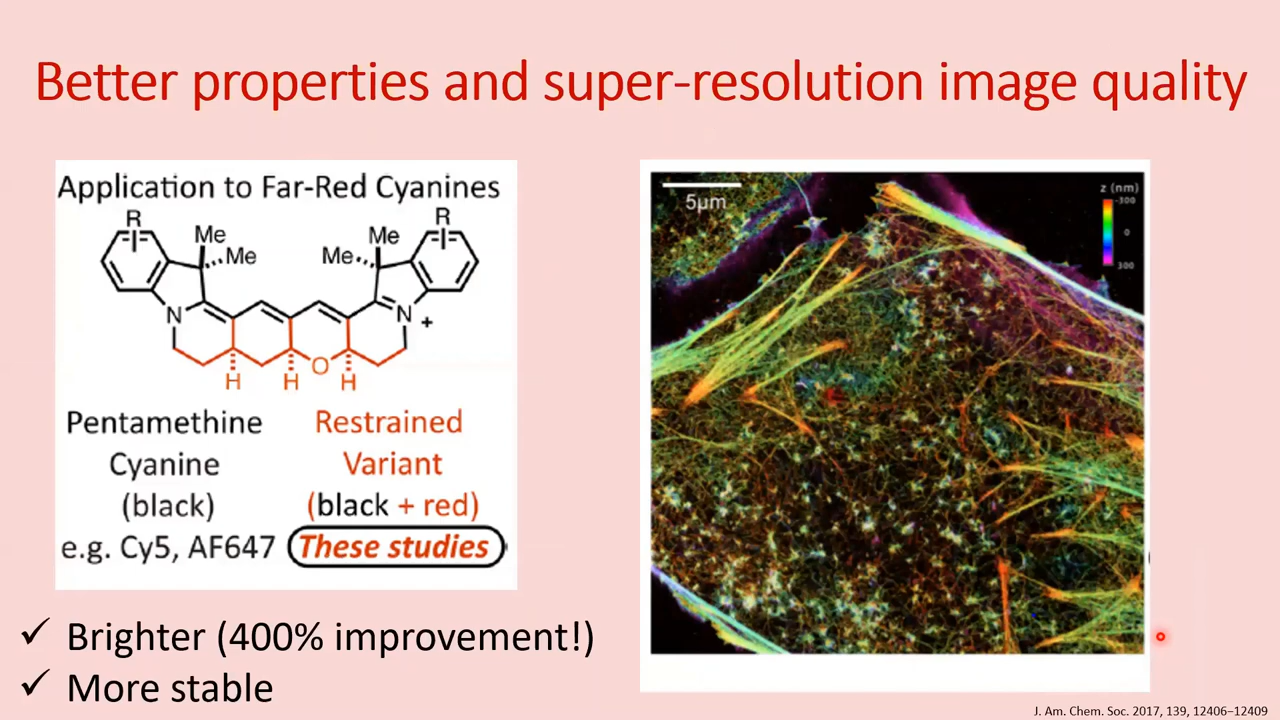 Better properties and super-resolution image quality
Application to Far-Red Cyanines
R
R
Me
Me
Me
Me
N
N
+
O
H
H
H
Pentamethine
Cyanine
(black)
e.g. Cy5, AF647
Restrained
Variant
(black + red)
These studies
✓ Brighter (400% improvement!)
✓ More stable
5μm
z (nm)
-300
0
300
J. Am. Chem. Soc. 2017, 139, 12406–12409